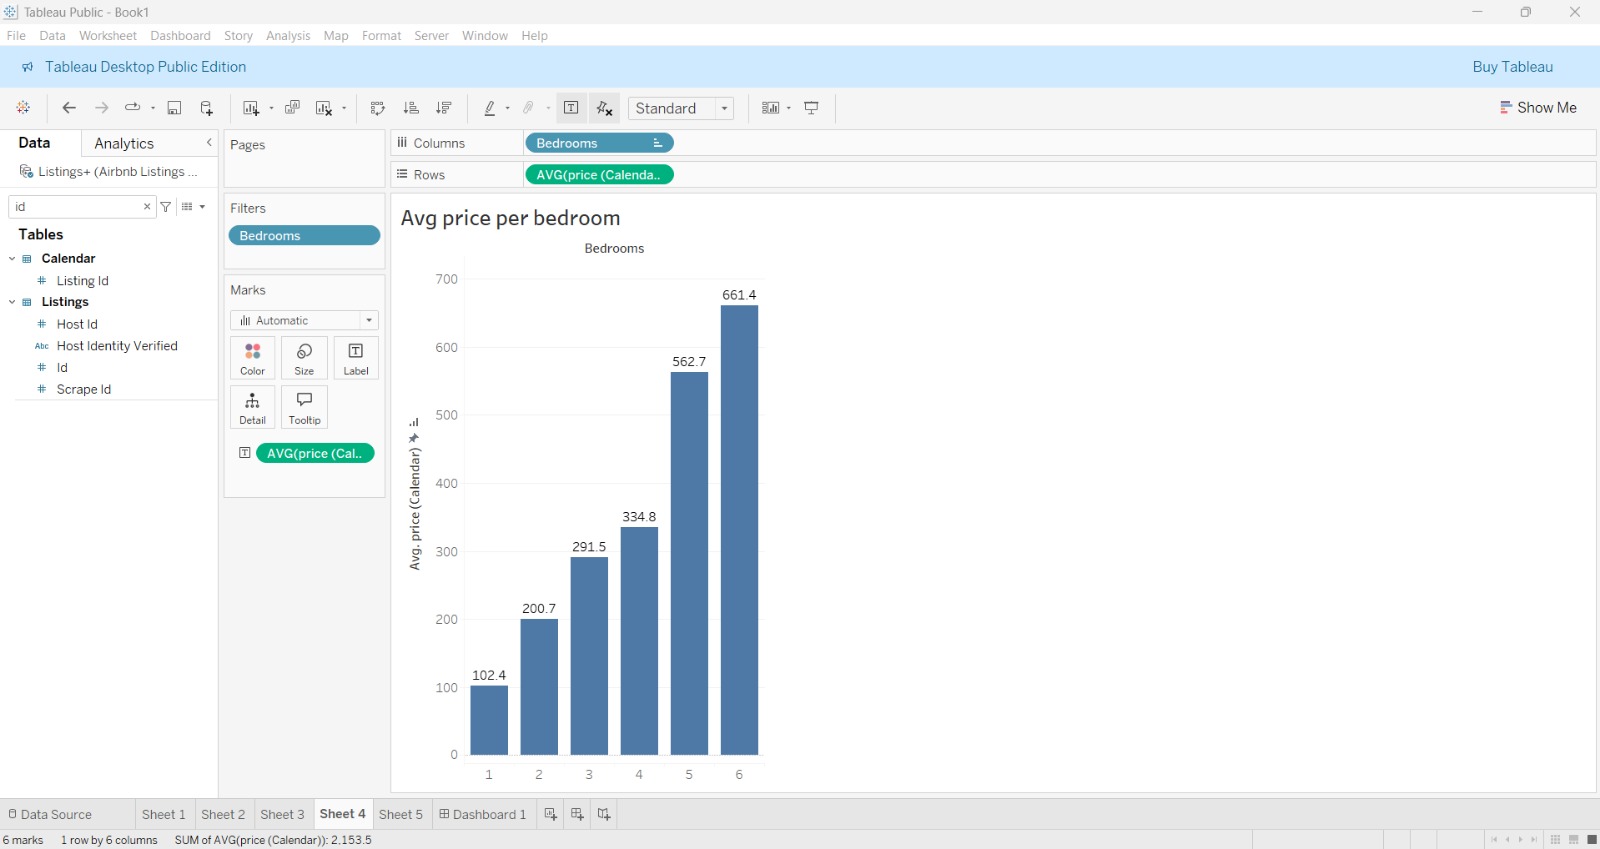 Tableau Public - Book1
File Data Worksheet Dashboard Story Analysis Map Format Server Window Help
Tableau Desktop Public Edition
Buy Tableau
Standard
Show Me
Data
Analytics
Listings+ (Airbnb Listings ...
id
Tables
Calendar
# Listing Id
Listings
# Host Id
Abc Host Identity Verified
# Id
# Scrape Id
Pages
Filters
Bedrooms
Marks
Automatic
Color
Size
Label
Detail
Tooltip
AVG(price (Cal..
Columns
Bedrooms
Rows
AVG(price (Calenda..
Avg price per bedroom
Bedrooms
Avg. price (Calendar)
700
600
500
400
300
200
100
0
102.4
200.7
291.5
334.8
562.7
661.4
1 2 3 4 5 6
Data Source
Sheet 1
Sheet 2
Sheet 3
Sheet 4
Sheet 5
Dashboard 1
6 marks
1 row by 6 columns
SUM of AVG(price (Calendar)): 2,153.5